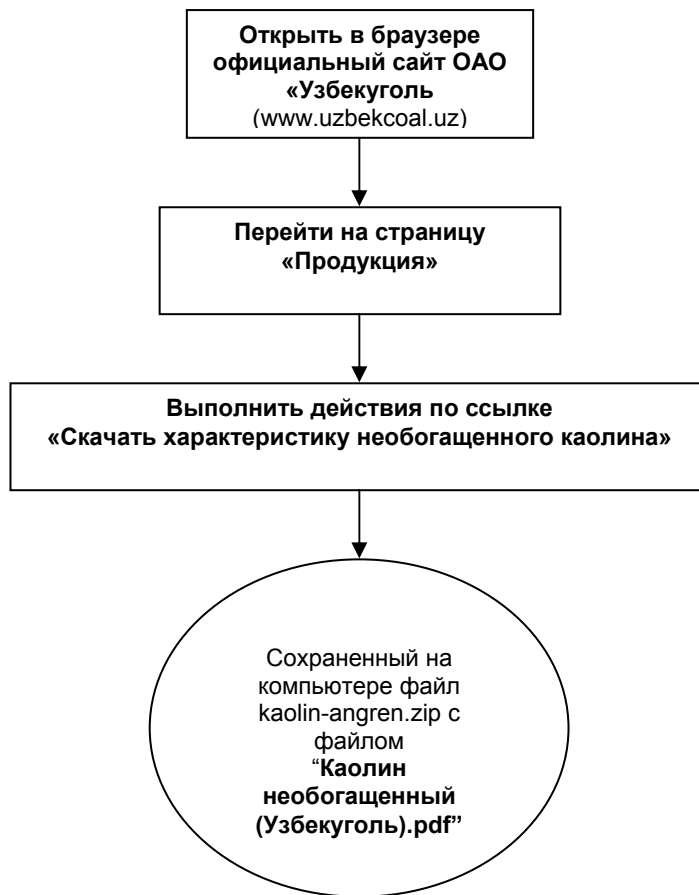 Открыть в браузере
официальный сайт ОАО
«Узбекуголь
(www.uzbekcoal.uz)
Перейти на страницу
«Продукция»
Выполнить действия по ссылке
«Скачать характеристику необогащенного каолина»
Сохраненный на
компьютере файл
kaolin-angren.zip с
файлом
“Каолин
необогащенный
(Узбекуголь).pdf”